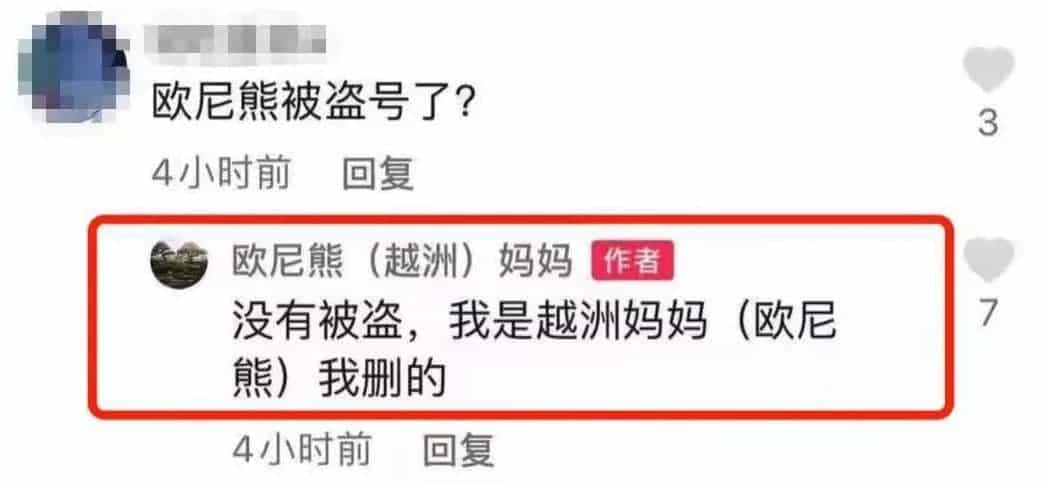 欧尼熊被盗号了?
3
4小时前 回复
欧尼熊（越洲）妈妈 作者
没有被盗，我是越洲妈妈（欧尼
熊）我删的
7
4小时前 回复